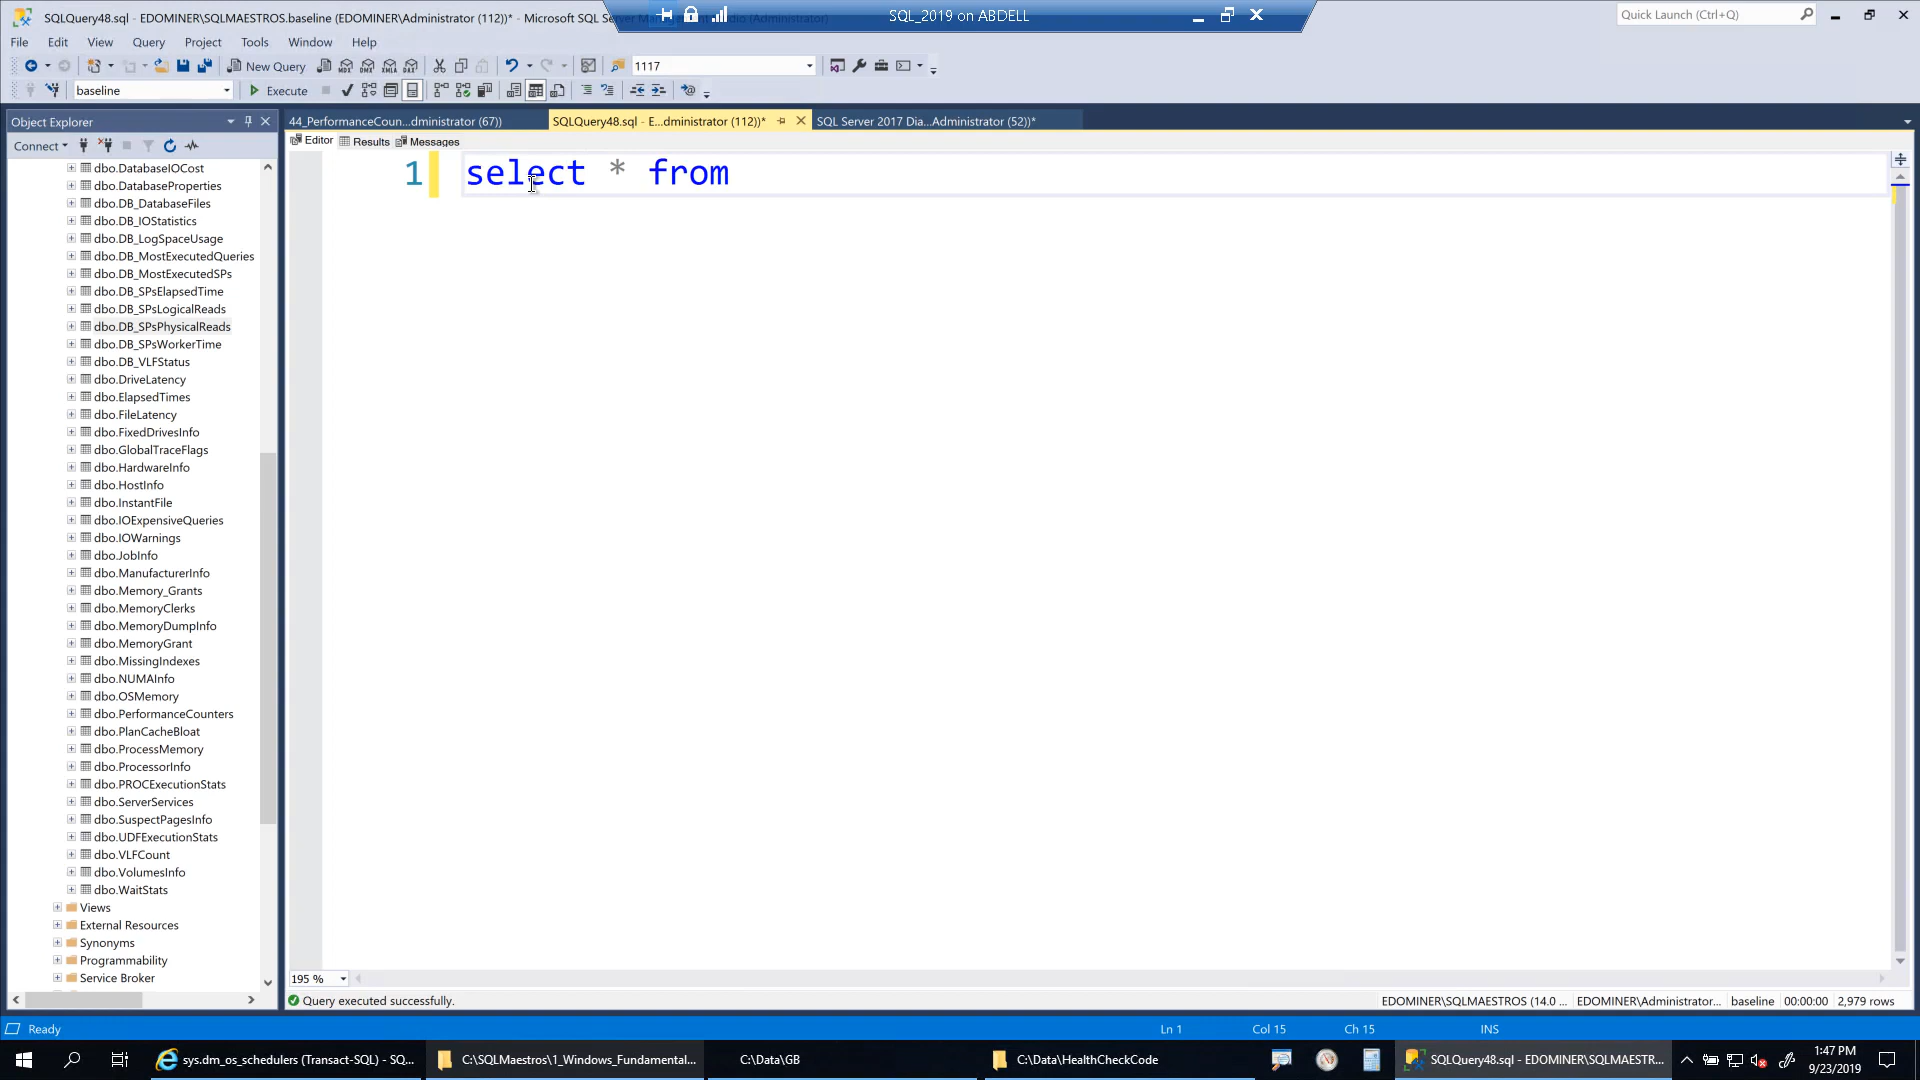 SQLQuery48.sql - EDOMINER\SQLMAESTROS.baseline (EDOMINER\Administrator (112))* - Microsoft SQL Ser
SQL_2019 on ABDELL
Quick Launch (Ctrl+Q)
File Edit View Query Project Tools Window Help
New Query
1117
baseline
Execute
Object Explorer
44_PerformanceCoun...dministrator (67))
SQLQuery48.sql - E...dministrator (112))*
SQL Server 2017 Dia...Administrator (52))*
Connect
Editor Results Messages
1 select * from
dbo.DatabaseIOCost
dbo.DatabaseProperties
dbo.DB_DatabaseFiles
dbo.DB_IOStatistics
dbo.DB_LogSpaceUsage
dbo.DB_MostExecutedQueries
dbo.DB_MostExecutedSPs
dbo.DB_SPsElapsedTime
dbo.DB_SPsLogicalReads
dbo.DB_SPsPhysicalReads
dbo.DB_SPsWorkerTime
dbo.DB_VLFStatus
dbo.DriveLatency
dbo.ElapsedTimes
dbo.FileLatency
dbo.FixedDrivesInfo
dbo.GlobalTraceFlags
dbo.HardwareInfo
dbo.HostInfo
dbo.InstantFile
dbo.IOExpensiveQueries
dbo.IOWarnings
dbo.JobInfo
dbo.ManufacturerInfo
dbo.Memory_Grants
dbo.MemoryClerks
dbo.MemoryDumpInfo
dbo.MemoryGrant
dbo.MissingIndexes
dbo.NUMAInfo
dbo.OSMemory
dbo.PerformanceCounters
dbo.PlanCacheBloat
dbo.ProcessMemory
dbo.ProcessorInfo
dbo.PROCExecutionStats
dbo.ServerServices
dbo.SuspectPagesInfo
dbo.UDFExecutionStats
dbo.VLFCount
dbo.VolumesInfo
dbo.WaitStats
Views
External Resources
Synonyms
Programmability
Service Broker
195 %
Query executed successfully.
EDOMINER\SQLMAESTROS (14.0 ... EDOMINER\Administrator... baseline 00:00:00 2,979 rows
Ready Ln 1 Col 15 Ch 15 INS
sys.dm_os_schedulers (Transact-SQL) - SQ...
C:\SQLMaestros\1_Windows_Fundamental...
C:\Data\GB
C:\Data\HealthCheckCode
SQLQuery48.sql - EDOMINER\SQLMAESTR...
1:47 PM
9/23/2019